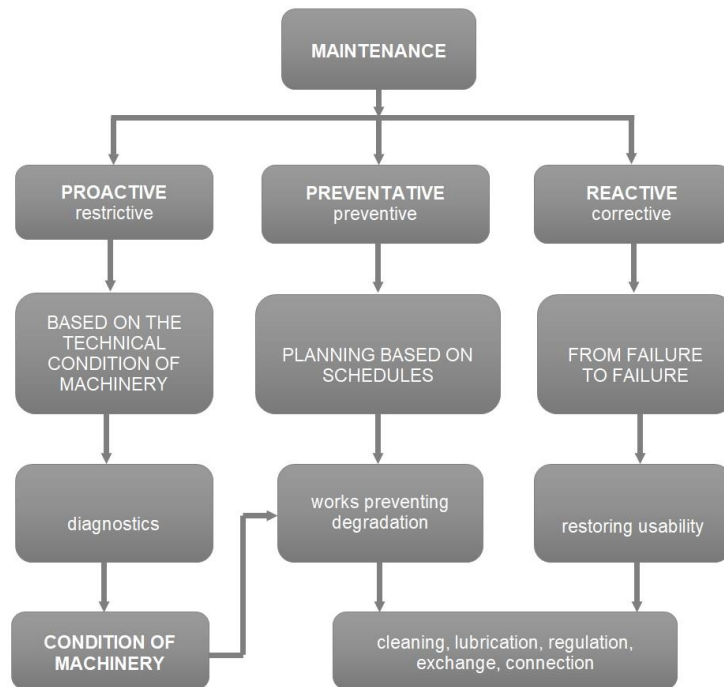 MAINTENANCE
PROACTIVE
restrictive
PREVENTATIVE
preventive
REACTIVE
corrective
BASED ON THE
TECHNICAL
CONDITION OF
MACHINERY
PLANNING BASED ON
SCHEDULES
FROM FAILURE
TO FAILURE
diagnostics
works preventing
degradation
restoring usability
CONDITION OF
MACHINERY
cleaning, lubrication, regulation,
exchange, connection